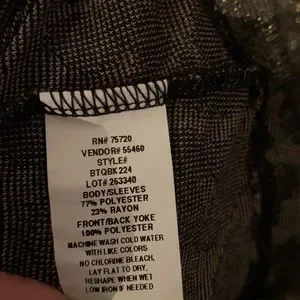 RN# 75720
VENDOR# 55460
STYLE#
BTQBK224
LOT# 263340
BODY/SLEEVES
77% POLYESTER
23% RAYON
FRONT/BACK YOKE
100% POLYESTER
MACHINE WASH COLD WATER
WITH LIKE COLORS
NO CHLORINE BLEACH,
LAY FLAT TO DRY,
RESHAPE WHEN WET
LOW IRON IF NEEDED